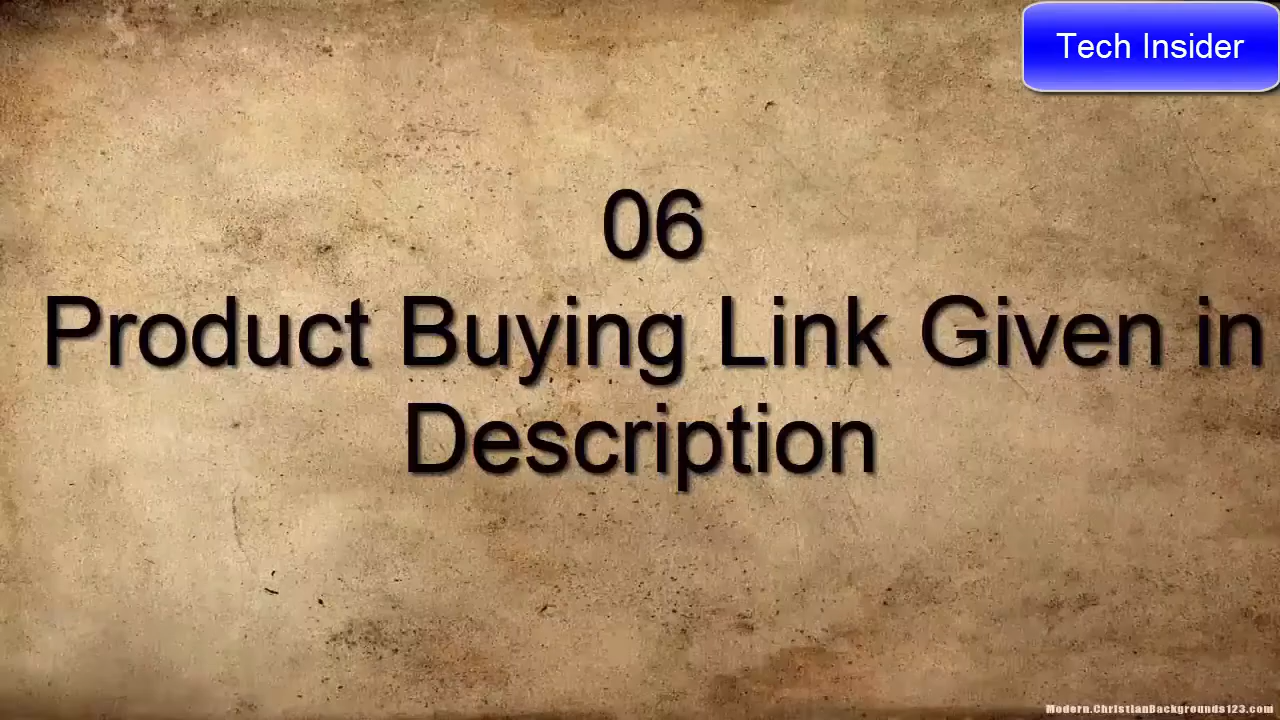 Tech Insider
06
Product Buying Link Given in
Description
Modern.ChristianBackgrounds123.com